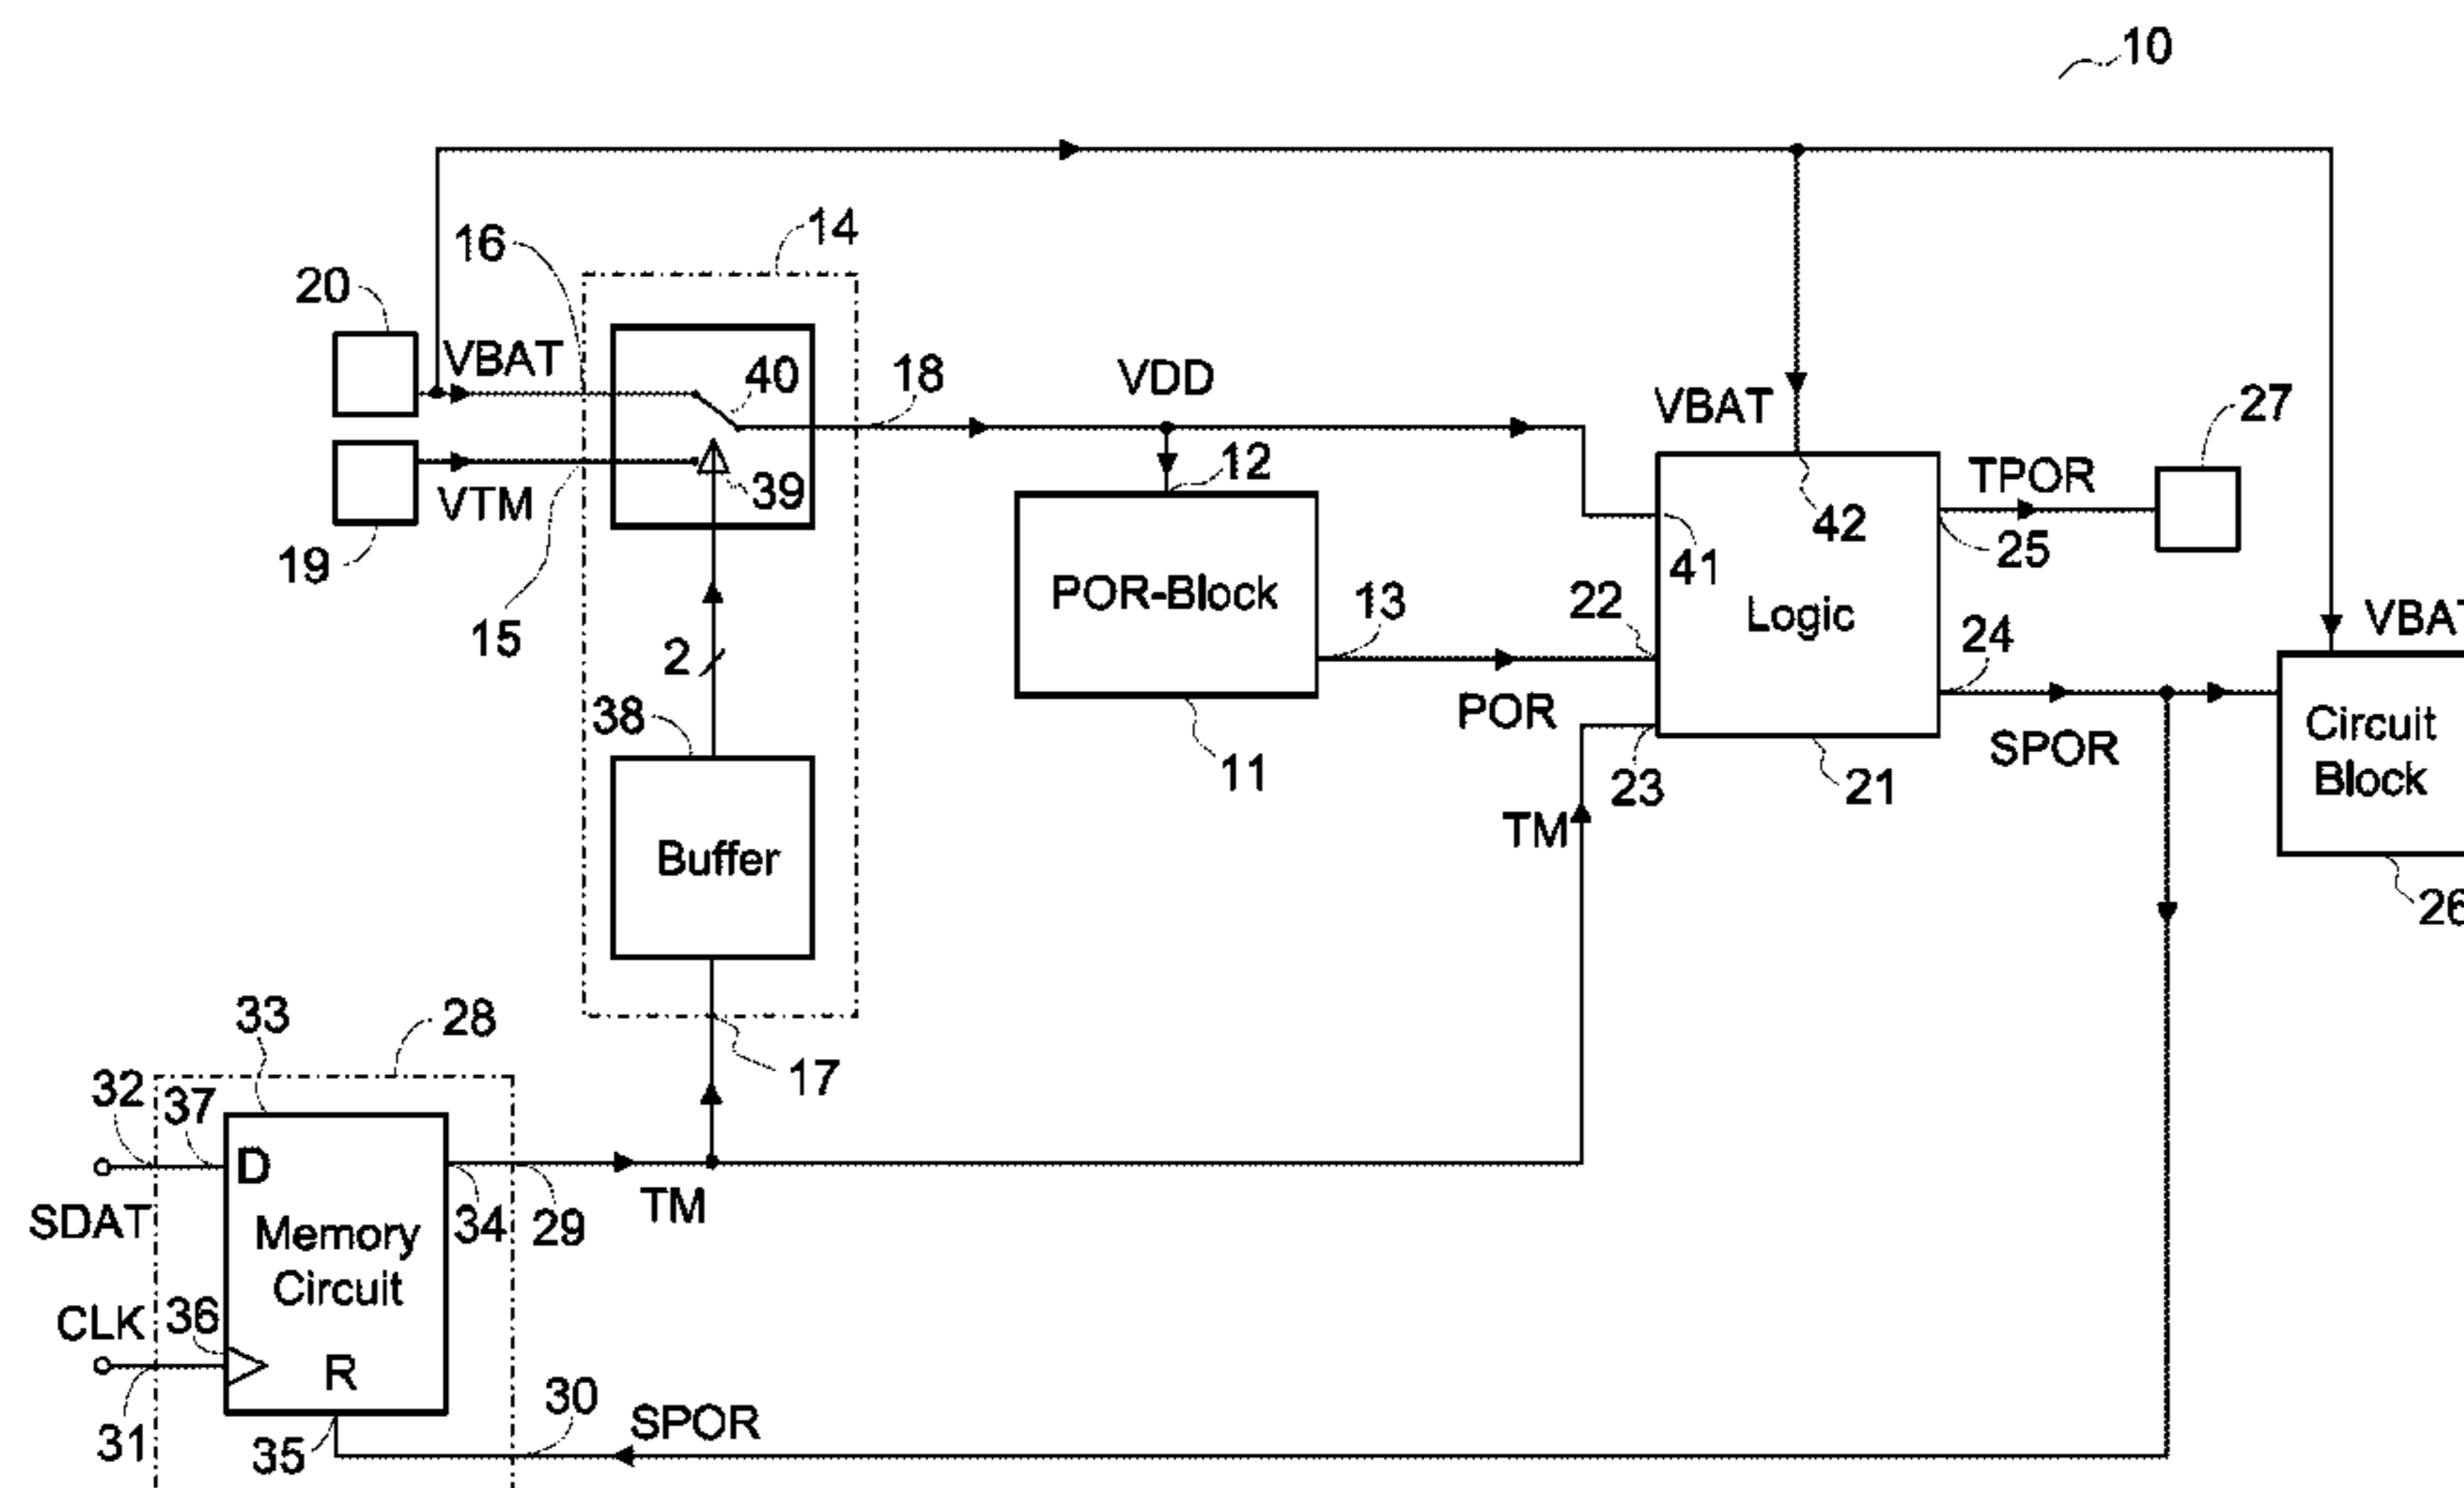 10
14
16
20
VBAT
40
18
VDD
VBAT
27
12
TPOR
39
VTM
42
25
19
41
POR-Block
13
22
Logic
24
VBAT
15
2
38
POR
SPOR
Circuit
Block
11
23
21
TM
Buffer
26
33
28
17
32
37
D
SDAT
34
29
TM
Memory
Circuit
CLK
36
R
30
SPOR
31
35